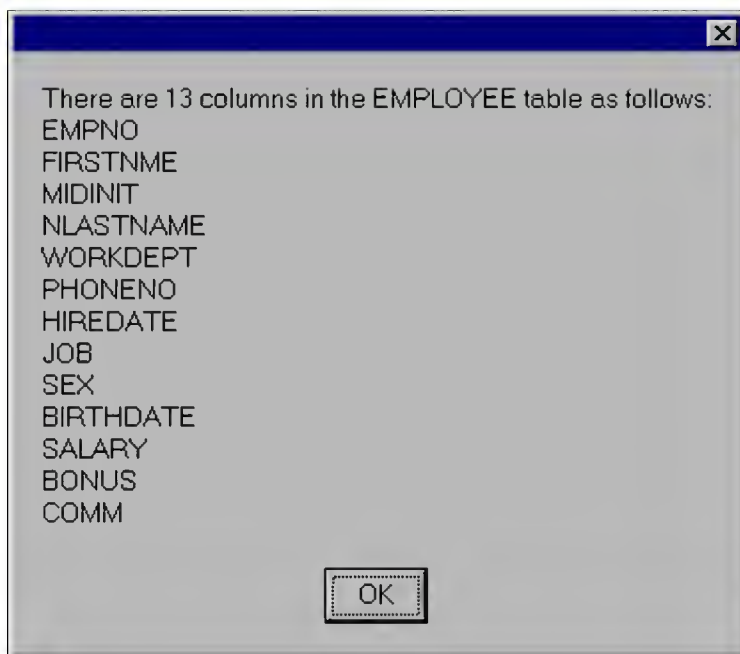 There are 13 columns in the EMPLOYEE table as follows:
EMPNO
FIRSTNME
MIDINIT
NLASTNAME
WORKDEPT
PHONENO
HIREDATE
JOB
SEX
BIRTHDATE
SALARY
BONUS
COMM
OK